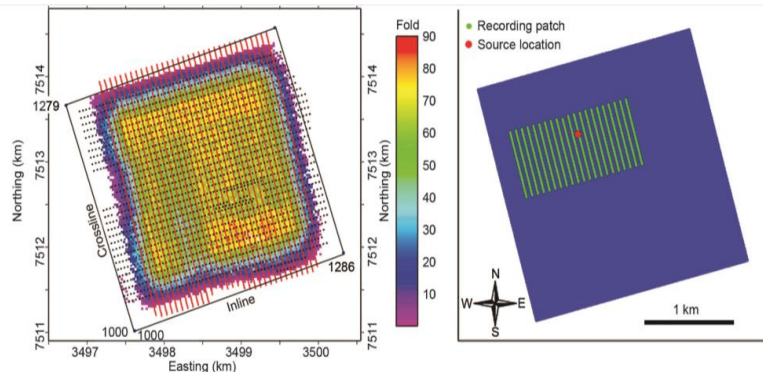 Fold
90
80
70
60
50
40
30
20
10
7514
7513
7512
7511
Northing (km)
1279
Crossline
1000
1000
Inline
1286
3497
3498
3499
3500
Easting (km)
7514
7513
7512
7511
Northing (km)
Recording patch
Source location
N
W
E
S
1 km